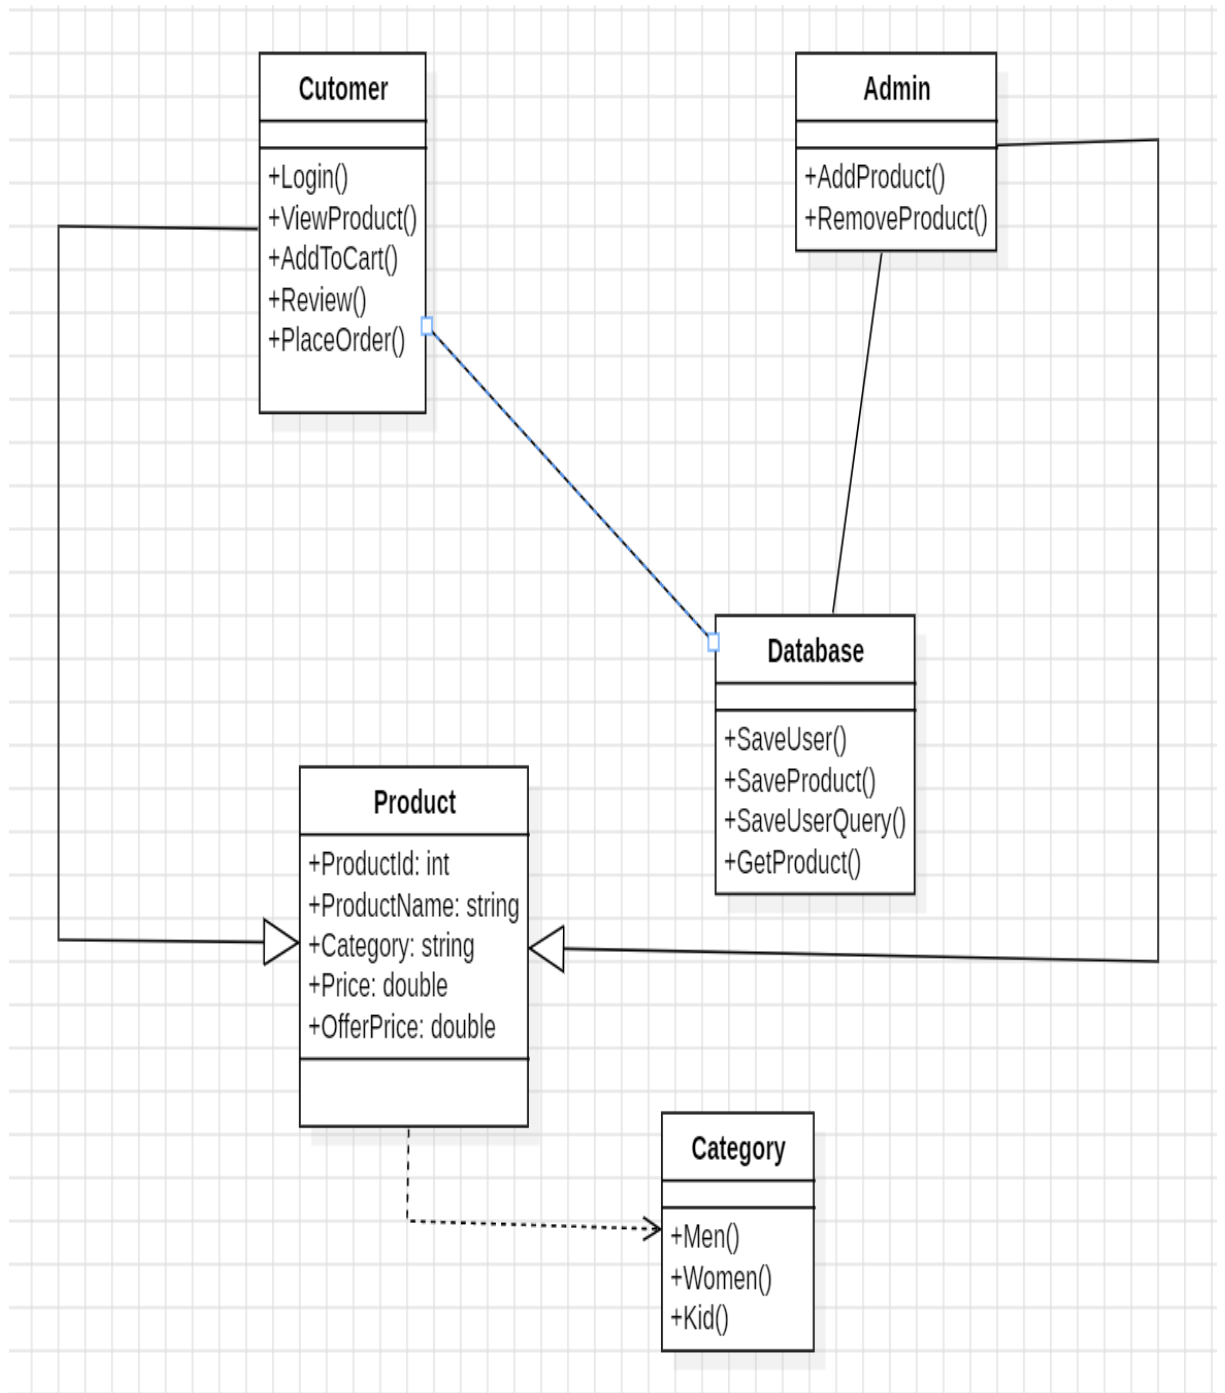 Cutomer
+Login()
+ViewProduct()
+AddToCart()
+Review()
+PlaceOrder()
Admin
+AddProduct()
+RemoveProduct()
Database
+SaveUser()
+SaveProduct()
+SaveUserQuery()
+GetProduct()
Product
+ProductId: int
+ProductName: string
+Category: string
+Price: double
+OfferPrice: double
Category
+Men()
+Women()
+Kid()